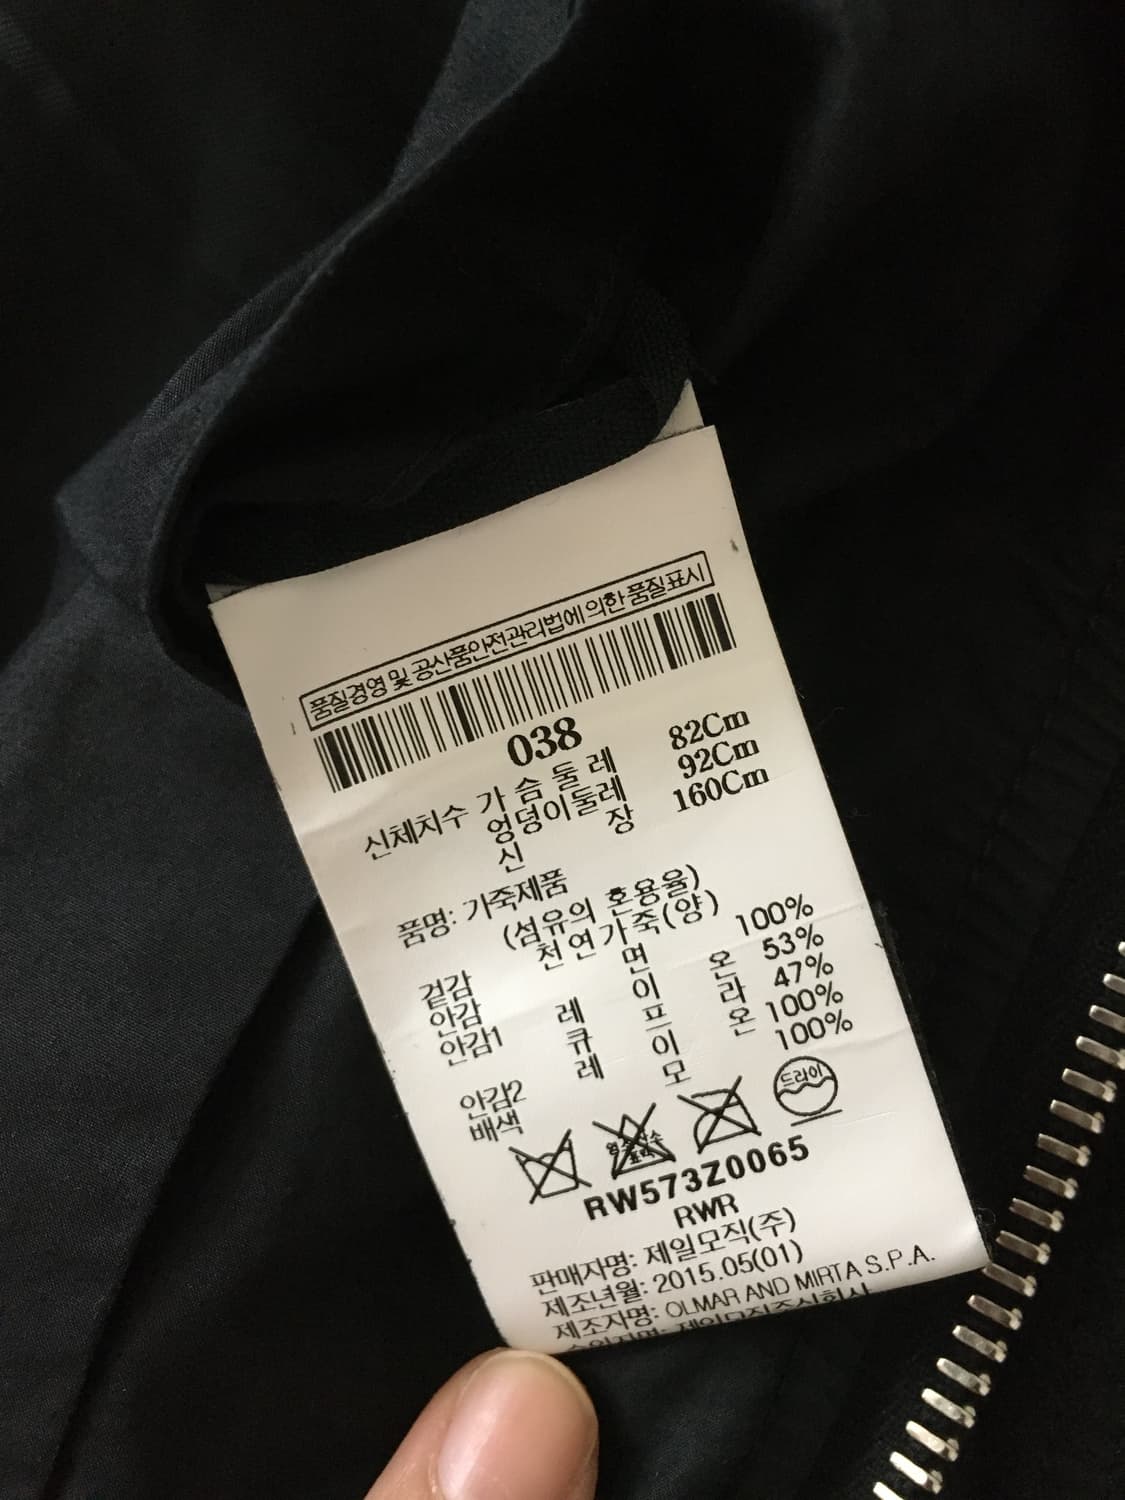 품질경영 및 공산품안전관리법에 의한 품질표시
038
신체치수 가 슴 둘 레 82Cm
엉덩이둘레 92Cm
신 장 160Cm
품명: 가죽제품
(섬유의 혼용율)
겉감 천 연 가죽(양) 100%
안감 면 53%
안감1 레 이 온 47%
안감2 큐 프 라 100%
배색 레 이 온 100%
모
드라이
RW573Z0065
RWR
판매자명: 제일모직(주)
제조년월: 2015.05(01)
제조자명: OLMAR AND MIRTA S.P.A.